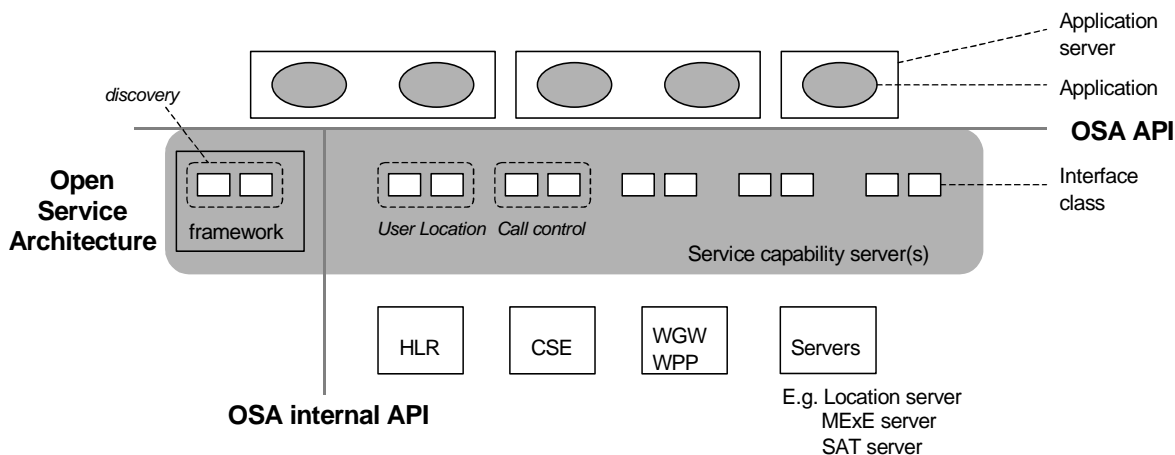 Application
server
discovery
Application
OSA API
Open
Service
Architecture
framework
User Location
Call control
Interface
class
Service capability server(s)
HLR
CSE
WGW
WPP
Servers
E.g. Location server
MExE server
SAT server
OSA internal API